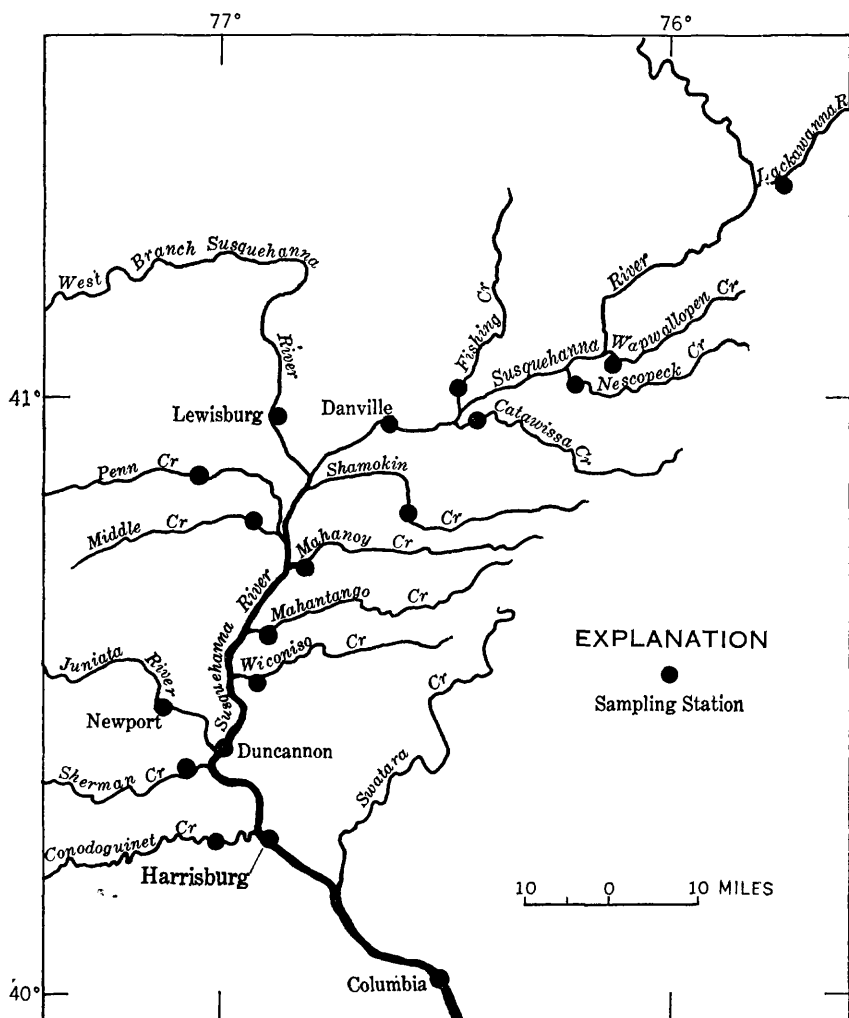 77°
76°
Lackawanna R
West Branch Susquehanna
River
River
Fishing Cr
Susquehanna
Wapwallopen Cr
Nescopeck Cr
41°
Lewisburg
Danville
Catawissa Cr
Penn Cr
Shamokin
Cr
Middle Cr
Mahanoy Cr
Susquehanna River
Mahantango Cr
Wiconiso Cr
Juniata River
EXPLANATION
Sampling Station
Newport
Duncannon
Swatara Cr
Sherman Cr
Conodoguinet Cr
Harrisburg
10 0 10 MILES
Columbia
40°